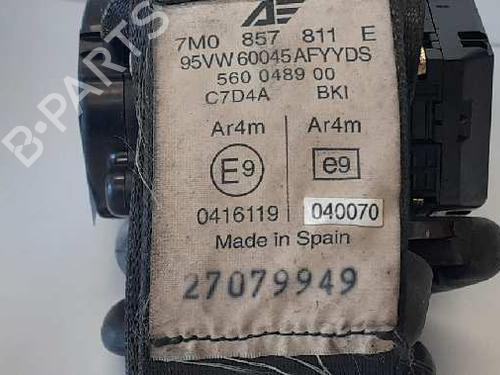 AE
7M0 857 811 E
95VW 60045 AFYYDS
560 0489 00
C7D4A BKI
Ar4m Ar4m
E9 e9
0416119 040070
Made in Spain
27079949